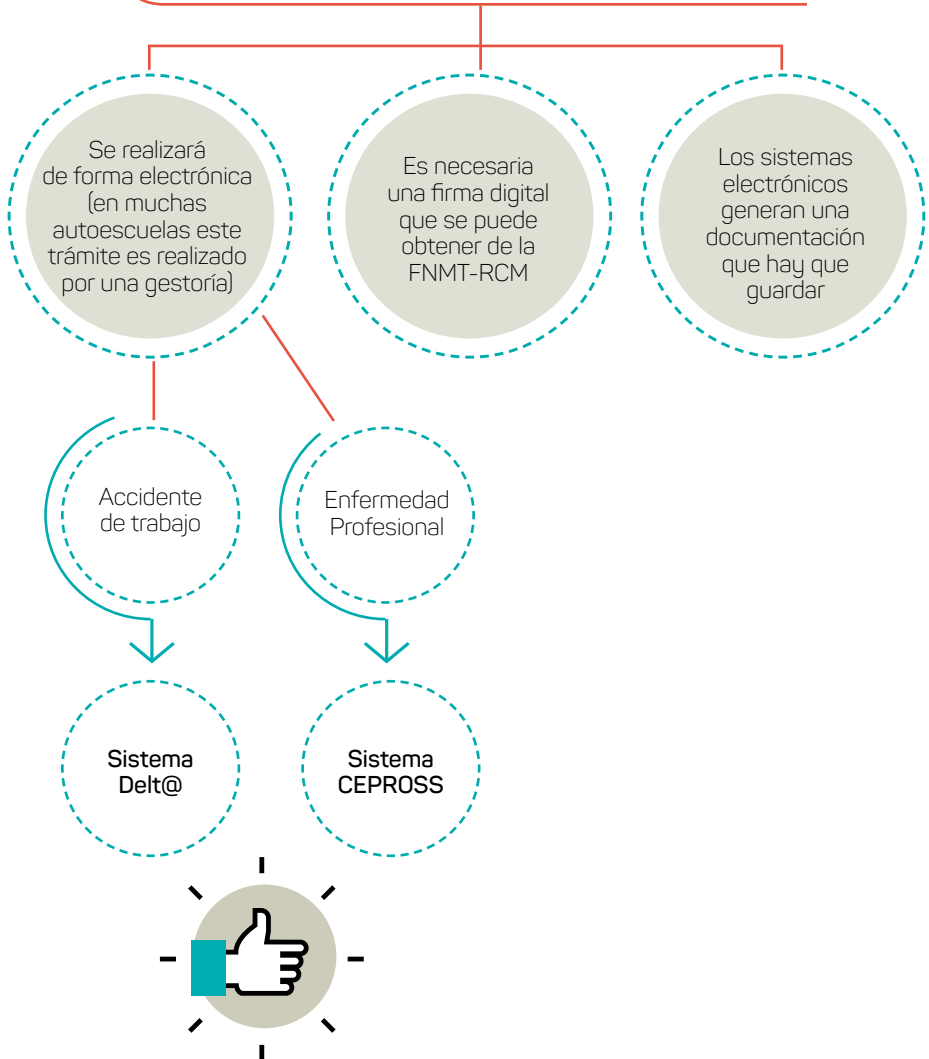 Se realizará
de forma electrónica
(en muchas
autoescuelas este
trámite es realizado
por una gestoría)
Es necesaria
una firma digital
que se puede
obtener de la
FNMT-RCM
Los sistemas
electrónicos
generan una
documentación
que hay que
guardar
Accidente
de trabajo
Enfermedad
Profesional
Sistema
Delt@
Sistema
CEPROSS